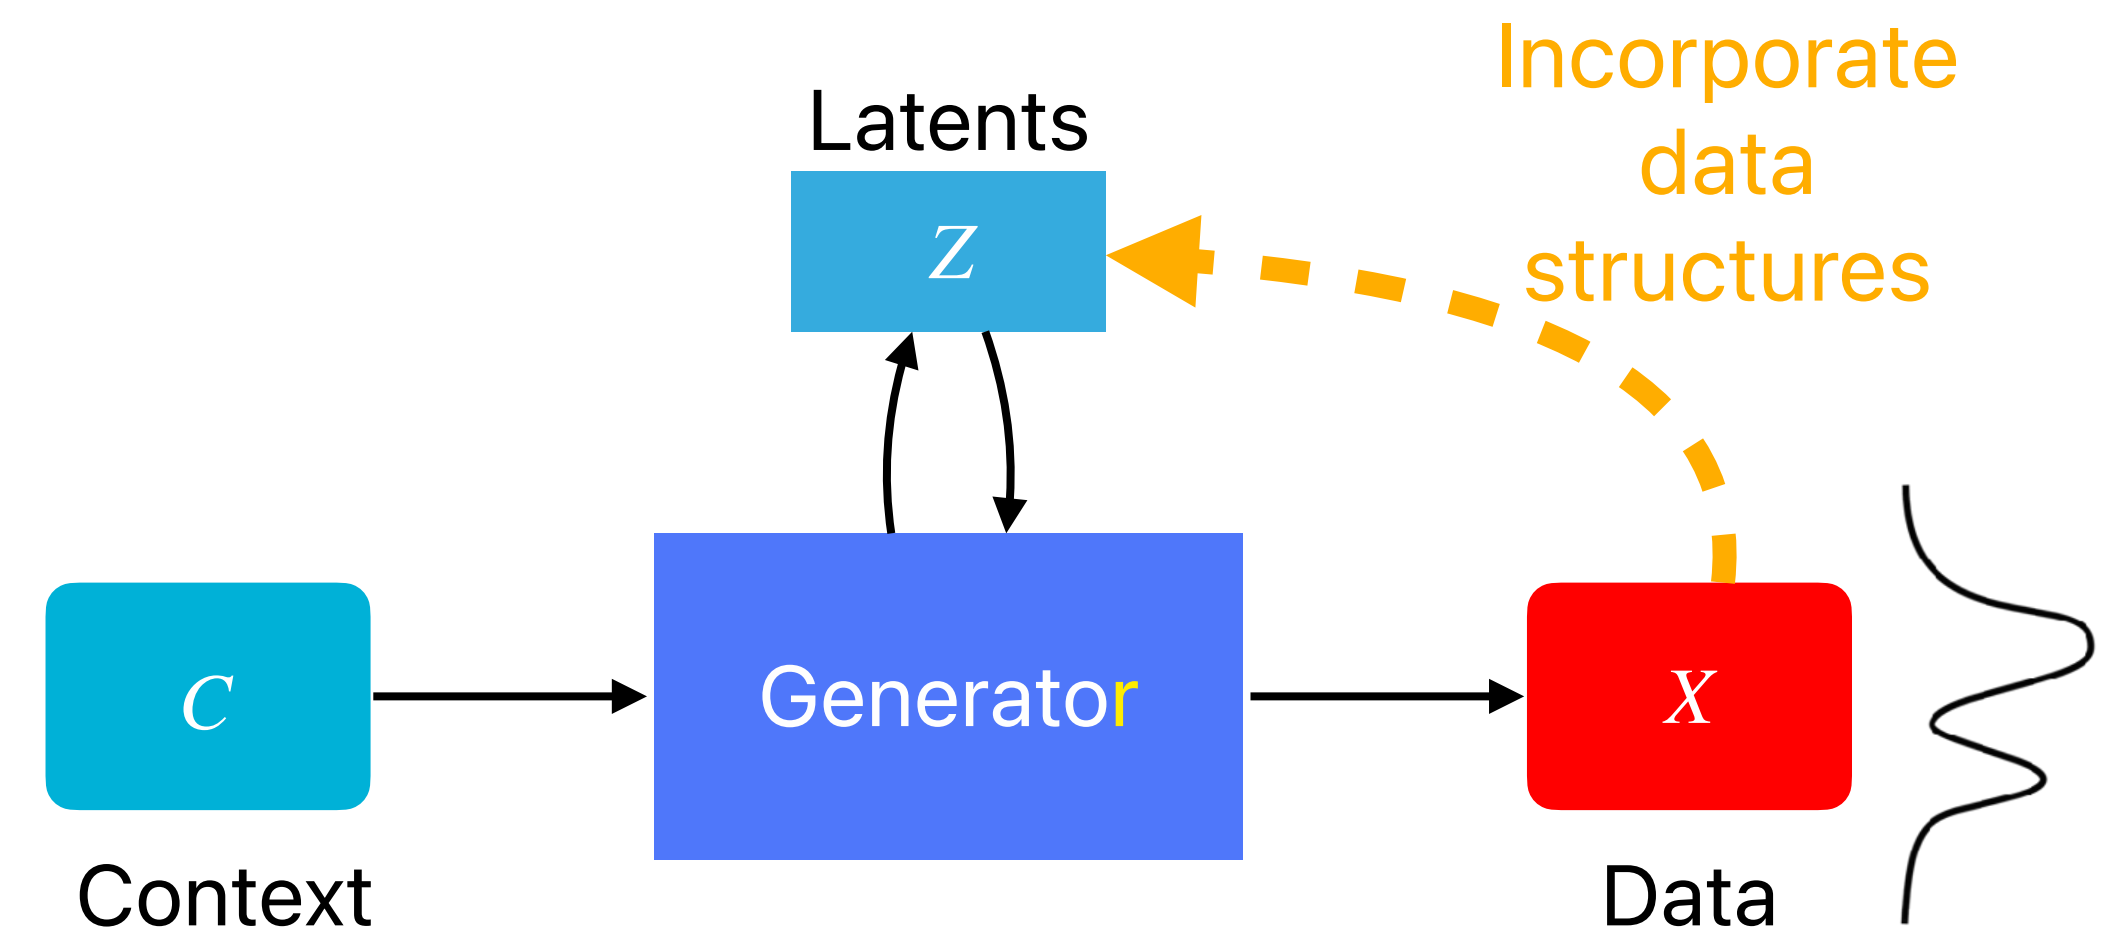 Incorporate
data
structures
Latents
Z
C
Generator
X
Context
Data